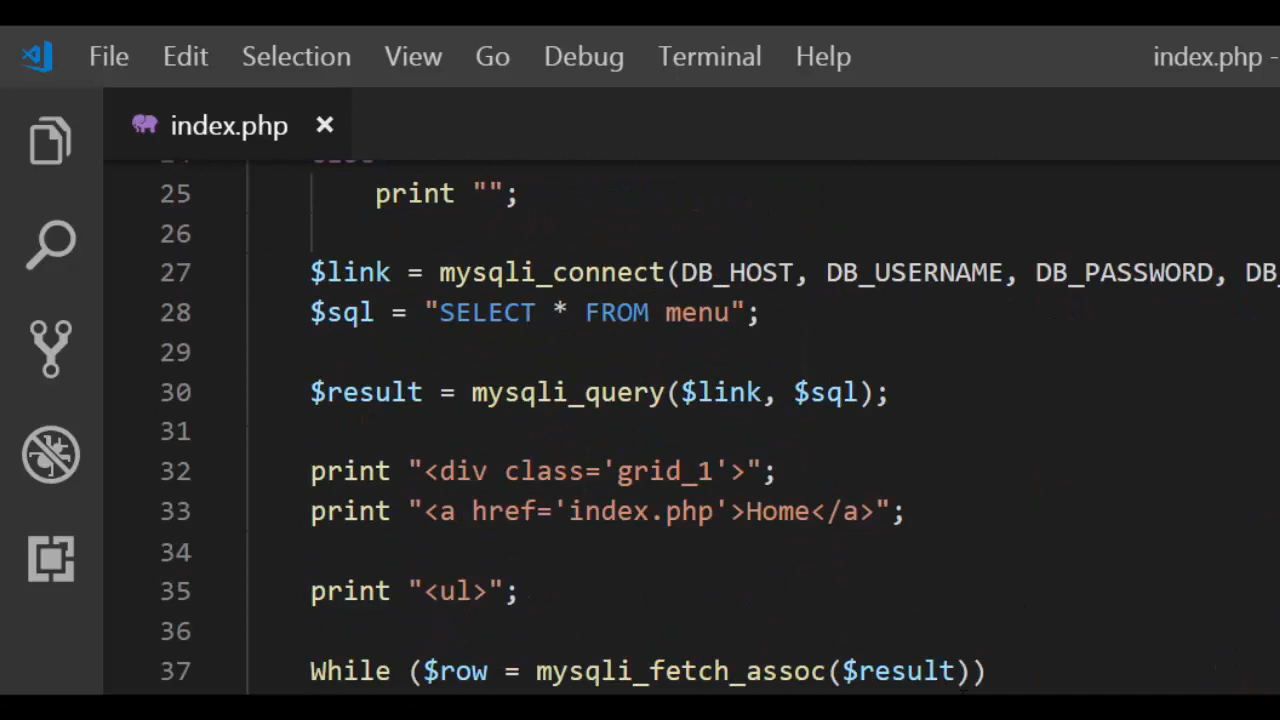 File Edit Selection View Go Debug Terminal Help index.php -
index.php ×
25 print "";
26
27 $link = mysqli_connect(DB_HOST, DB_USERNAME, DB_PASSWORD, DB_
28 $sql = "SELECT * FROM menu";
29
30 $result = mysqli_query($link, $sql);
31
32 print "<div class='grid_1'>";
33 print "<a href='index.php'>Home</a>";
34
35 print "<ul>";
36
37 While ($row = mysqli_fetch_assoc($result))